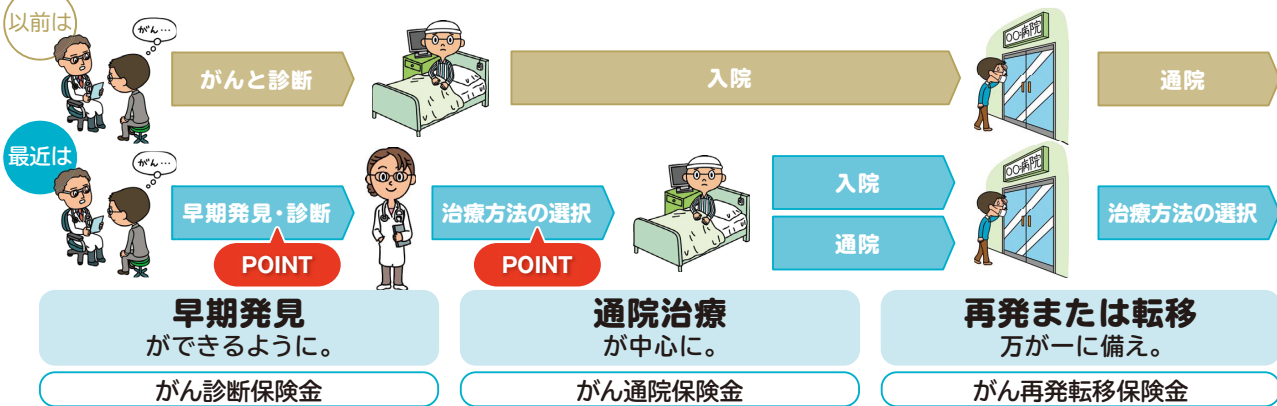 以前は
がん…
がんと診断
入院
〇〇病院
通院
最近は
がん…
早期発見・診断
POINT
治療方法の選択
POINT
入院
通院
〇〇病院
治療方法の選択
早期発見
ができるように。
がん診断保険金
通院治療
が中心に。
がん通院保険金
再発または転移
万が一に備え。
がん再発転移保険金